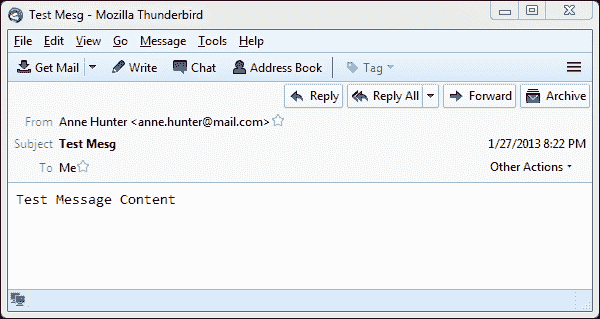 Test Mesg - Mozilla Thunderbird
File Edit View Go Message Tools Help
Get Mail Write Chat Address Book Tag
Reply Reply All Forward Archive
From Anne Hunter <anne.hunter@mail.com>
Subject Test Mesg 1/27/2013 8:22 PM
To Me Other Actions
Test Message Content